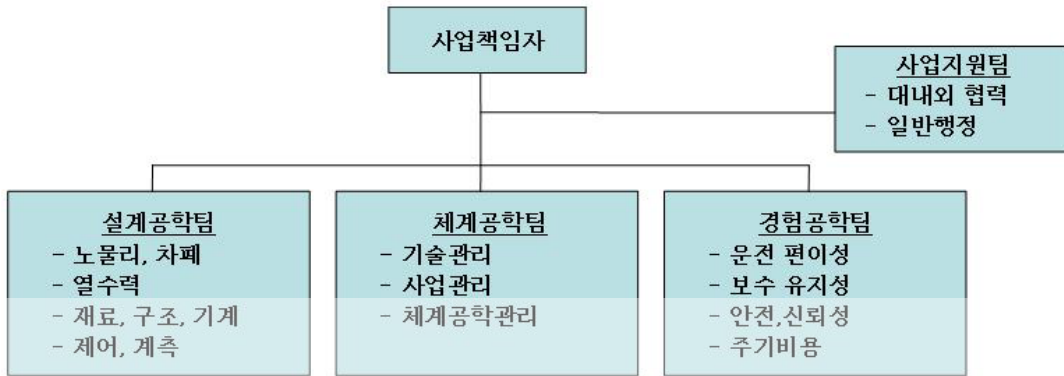 사업책임자
사업지원팀
- 대내외 협력
- 일반행정
설계공학팀
- 노물리, 차폐
- 열수력
- 재료, 구조, 기계
- 제어, 계측
체계공학팀
- 기술관리
- 사업관리
- 체계공학관리
경험공학팀
- 운전 편이성
- 보수 유지성
- 안전,신뢰성
- 주기비용